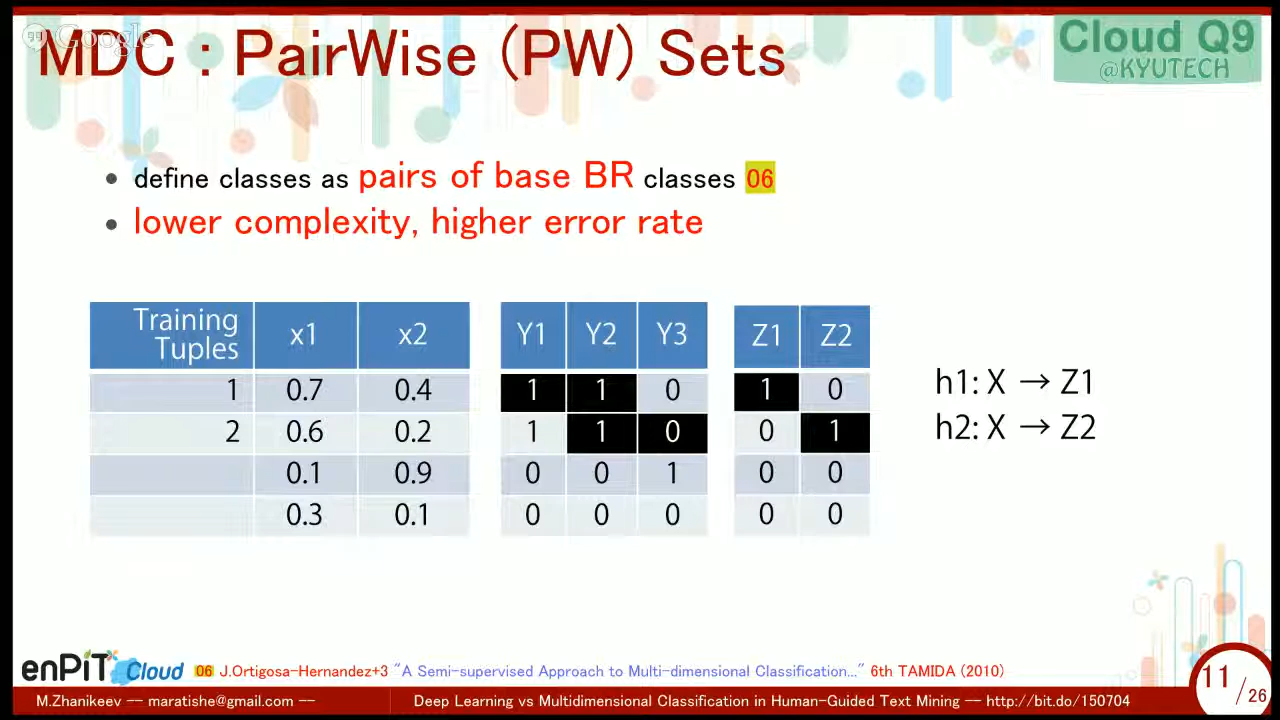 Google
MDC : PairWise (PW) Sets
Cloud Q9
@KYUTECH
define classes as pairs of base BR classes 06
lower complexity, higher error rate
Training Tuples x1 x2 Y1 Y2 Y3 Z1 Z2
1 0.7 0.4 1 1 0 1 0
2 0.6 0.2 1 1 0 0 1
0.1 0.9 0 0 1 0 0
0.3 0.1 0 0 0 0 0
h1: X → Z1
h2: X → Z2
enPiT Cloud 06 J.Ortigosa-Hernandez+3 "A Semi-supervised Approach to Multi-dimensional Classification..." 6th TAMIDA (2010)
M.Zhanikeev -- maratishe@gmail.com -- Deep Learning vs Multidimensional Classification in Human-Guided Text Mining -- http://bit.do/150704
11/26